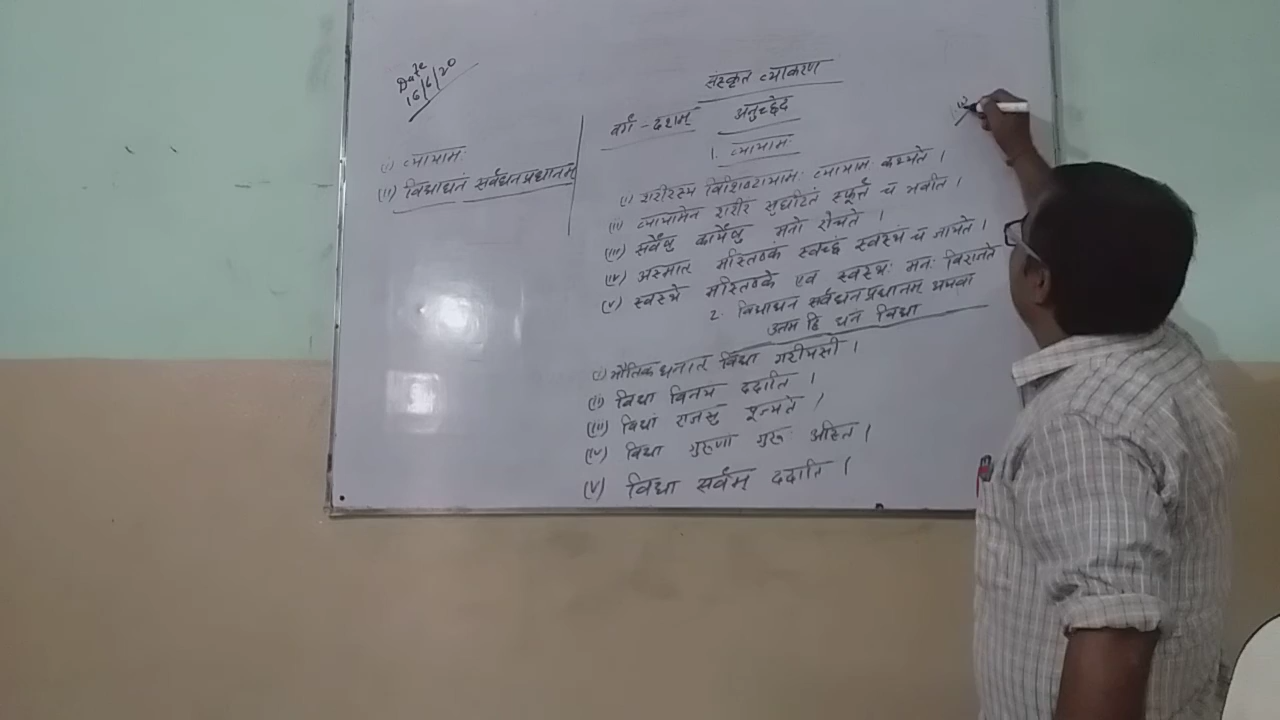 Date
16/6/20
(i) व्यायामः
(ii) विद्याधनं सर्वधनप्रधानम्
संस्कृत व्याकरण
वर्ग - दशम्
अनुच्छेद
1. व्यायामः
(i) शरीरस्य विशिष्टायामः व्यायामः कथ्यते ।
(ii) व्यायामेन शरीर सुघटितं स्फूर्तं च भवति ।
(iii) सर्वेषु कार्येषु मनो रोचते ।
(iv) अस्मात् मस्तिष्कं स्वच्छं स्वस्थं च जायते ।
(v) स्वस्थे मस्तिष्के एव स्वस्थः मनः विराजते
2. विद्याधन सर्वधनप्रधानम् अथवा
उत्तम हि धन विद्या
(i) भौतिक धनात् विद्या गरीयसी ।
(ii) विद्या विनय ददाति ।
(iii) विद्यां राजसु पूज्यते ।
(iv) विद्या गुरुणा गुरुः अस्ति ।
(v) विद्या सर्वम् ददाति ।